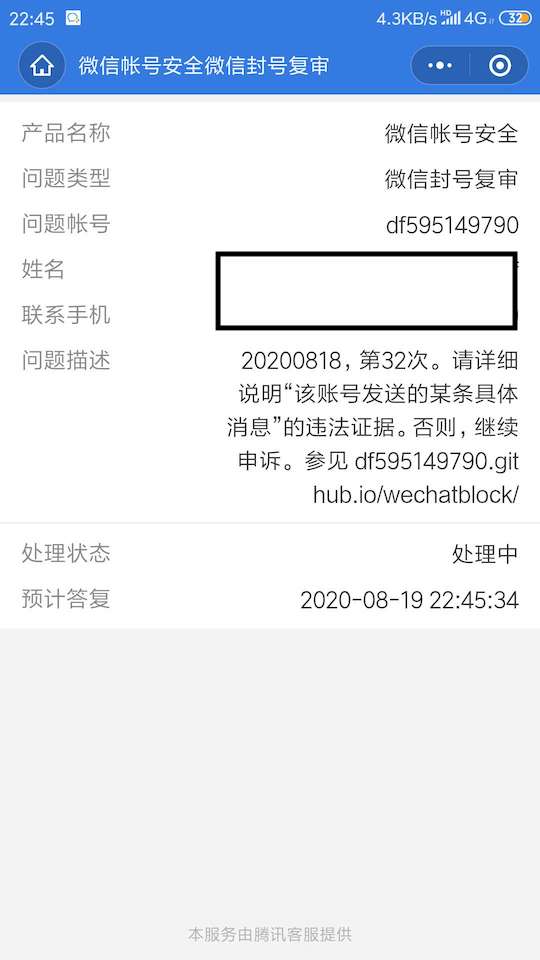 22:45 4.3KB/s HD 4G 32
微信帐号安全微信封号复审
产品名称 微信帐号安全
问题类型 微信封号复审
问题帐号 df595149790
姓名
联系手机
问题描述 20200818，第32次。请详细
说明“该账号发送的某条具体
消息”的违法证据。否则，继续
申诉。参见 df595149790.git
hub.io/wechatblock/
处理状态 处理中
预计答复 2020-08-19 22:45:34
本服务由腾讯客服提供